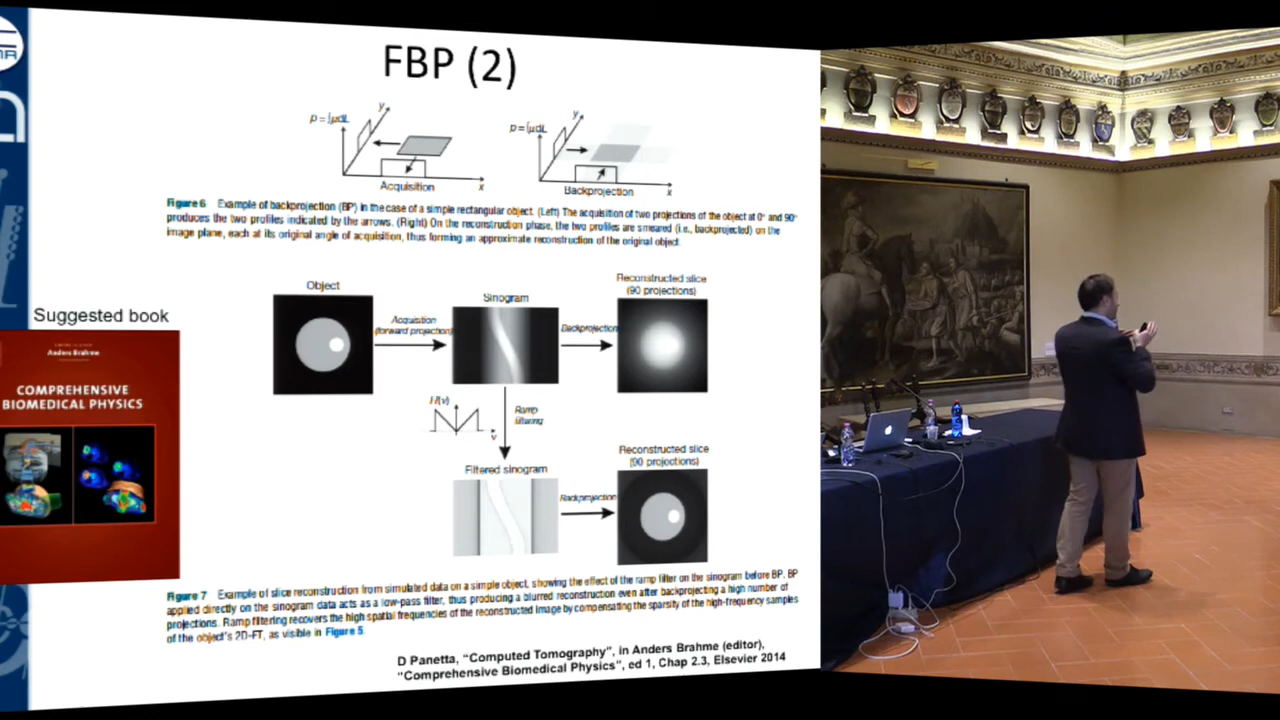 FBP (2)
p=∫μdL
y
Acquisition
x
p=∫μdL
y
Backprojection
x
Figure 6 Example of backprojection (BP) in the case of a simple rectangular object. (Left) The acquisition of two projections of the object at 0° and 90°
produces the two profiles indicated by the arrows. (Right) On the reconstruction phase, the two profiles are smeared (i.e., backprojected) on the
image plane, each at its original angle of acquisition, thus forming an approximate reconstruction of the original object.
Object
Acquisition
(forward projection)
Sinogram
Backprojection
Reconstructed slice
(90 projections)
H(ν)
ν
Ramp
filtering
Filtered sinogram
Backprojection
Reconstructed slice
(90 projections)
Suggested book
Anders Brahme
COMPREHENSIVE
BIOMEDICAL PHYSICS
Figure 7 Example of slice reconstruction from simulated data on a simple object, showing the effect of the ramp filter on the sinogram before BP. BP
applied directly on the sinogram data acts as a low-pass filter, thus producing a blurred reconstruction even after backprojecting a high number of
projections. Ramp filtering recovers the high spatial frequencies of the reconstructed image by compensating the sparsity of the high-frequency samples
of the object's 2D-FT, as visible in Figure 5.
D Panetta, “Computed Tomography”, in Anders Brahme (editor),
“Comprehensive Biomedical Physics”, ed 1, Chap 2.3, Elsevier 2014